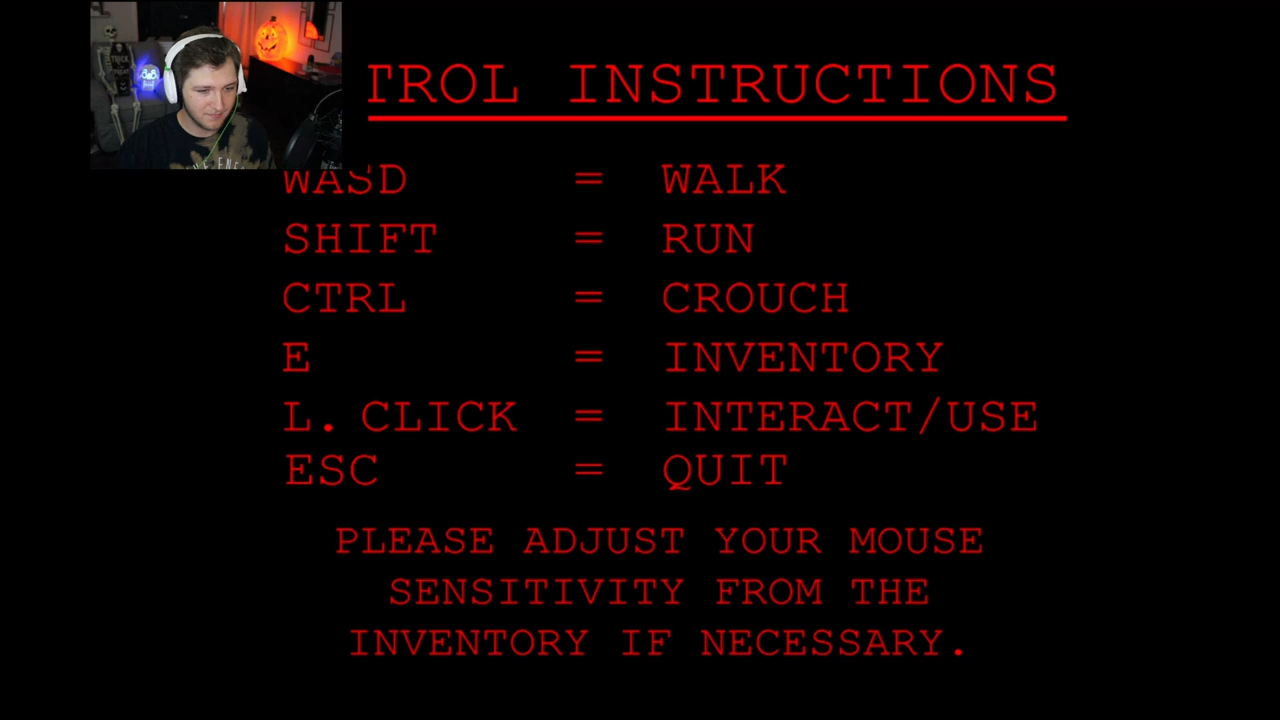 TROL INSTRUCTIONS
WASD = WALK
SHIFT = RUN
CTRL = CROUCH
E = INVENTORY
L. CLICK = INTERACT/USE
ESC = QUIT
PLEASE ADJUST YOUR MOUSE
SENSITIVITY FROM THE
INVENTORY IF NECESSARY.